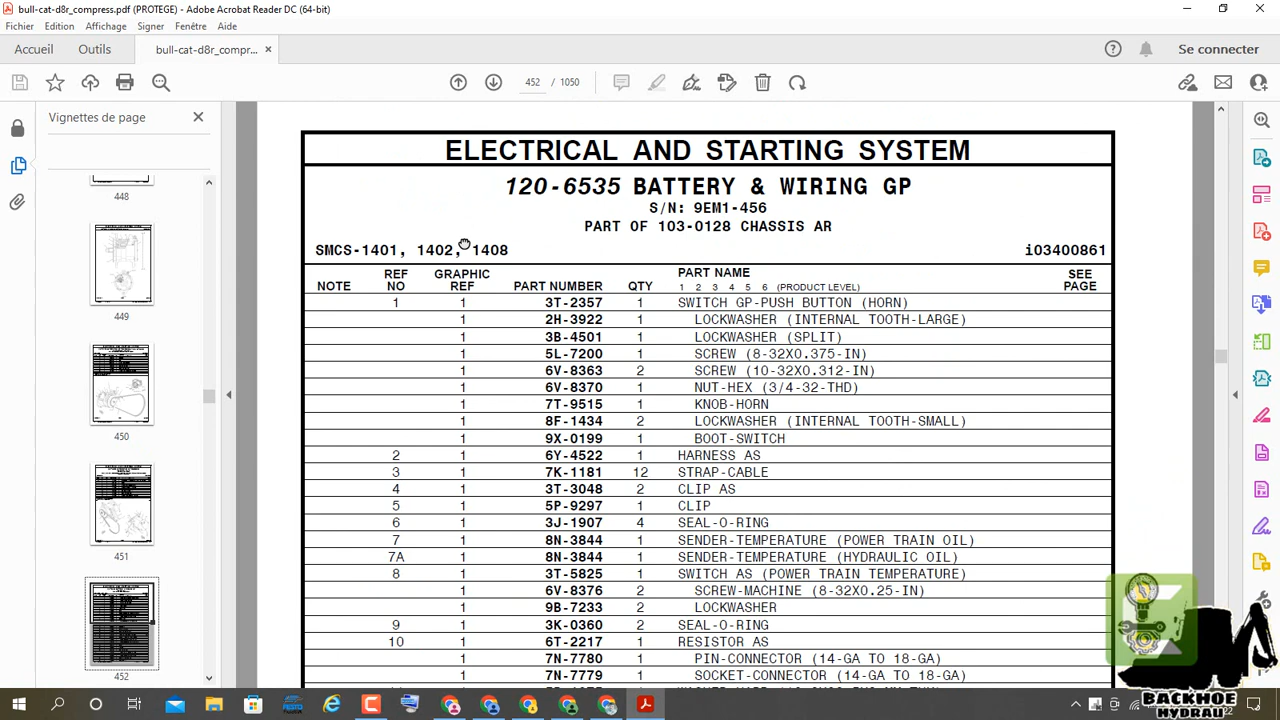 bull-cat-d8r_compress.pdf (PROTEGE) - Adobe Acrobat Reader DC (64-bit)
Fichier Edition Affichage Signer Fenêtre Aide
Accueil Outils bull-cat-d8r_compr... × Se connecter
452 / 1050
Vignettes de page
448
449
450
451
452
ELECTRICAL AND STARTING SYSTEM
120-6535 BATTERY & WIRING GP
S/N: 9EM1-456
PART OF 103-0128 CHASSIS AR
SMCS-1401, 1402, 1408 i03400861
NOTE REF NO GRAPHIC REF PART NUMBER QTY PART NAME 1 2 3 4 5 6 (PRODUCT LEVEL) SEE PAGE
1 1 3T-2357 1 SWITCH GP-PUSH BUTTON (HORN)
1 2H-3922 1 LOCKWASHER (INTERNAL TOOTH-LARGE)
1 3B-4501 1 LOCKWASHER (SPLIT)
1 5L-7200 1 SCREW (8-32X0.375-IN)
1 6V-8363 2 SCREW (10-32X0.312-IN)
1 6V-8370 1 NUT-HEX (3/4-32-THD)
1 7T-9515 1 KNOB-HORN
1 8F-1434 2 LOCKWASHER (INTERNAL TOOTH-SMALL)
1 9X-0199 1 BOOT-SWITCH
2 1 6Y-4522 1 HARNESS AS
3 1 7K-1181 12 STRAP-CABLE
4 1 3T-3048 2 CLIP AS
5 1 5P-9297 1 CLIP
6 1 3J-1907 4 SEAL-O-RING
7 1 8N-3844 1 SENDER-TEMPERATURE (POWER TRAIN OIL)
7A 1 8N-3844 1 SENDER-TEMPERATURE (HYDRAULIC OIL)
8 1 3T-5825 1 SWITCH AS (POWER TRAIN TEMPERATURE)
1 6V-8376 2 SCREW-MACHINE (8-32X0.25-IN)
1 9B-7233 2 LOCKWASHER
9 1 3K-0360 2 SEAL-O-RING
10 1 6T-2217 1 RESISTOR AS
1 7N-7780 1 PIN-CONNECTOR (14-GA TO 18-GA)
1 7N-7779 1 SOCKET-CONNECTOR (14-GA TO 18-GA)
BACKHOE
HYDRAU